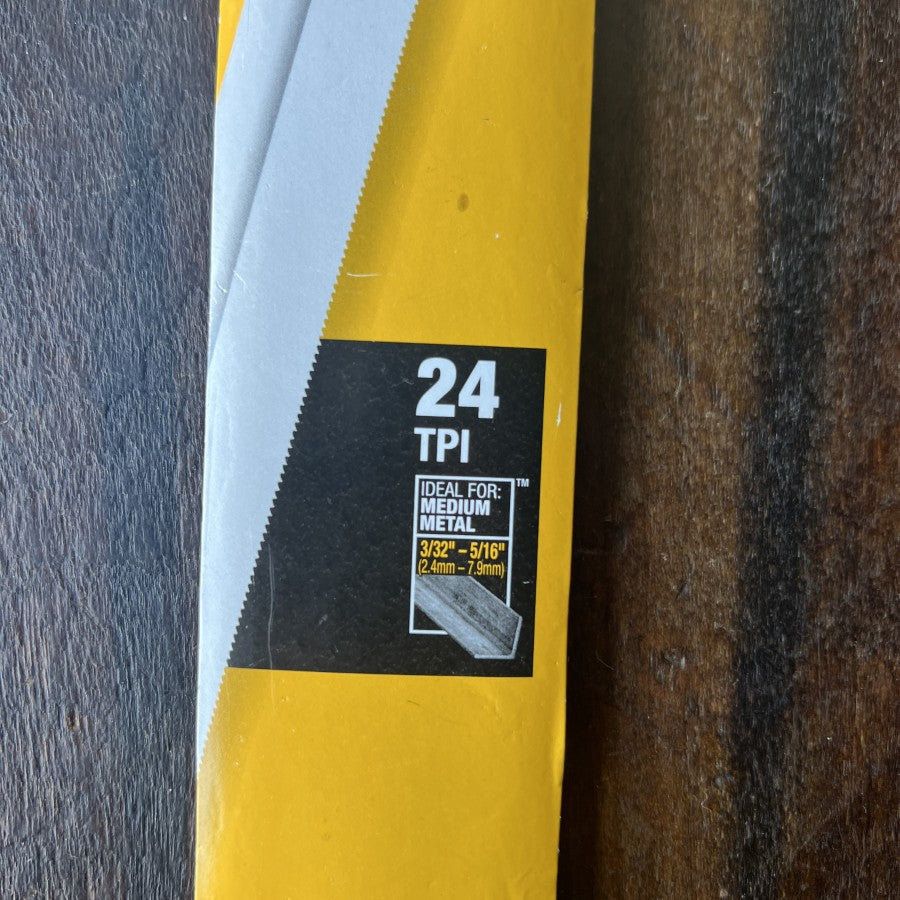 24
TPI
IDEAL FOR:
MEDIUM
METAL
™
3/32" – 5/16"
(2.4mm – 7.9mm)